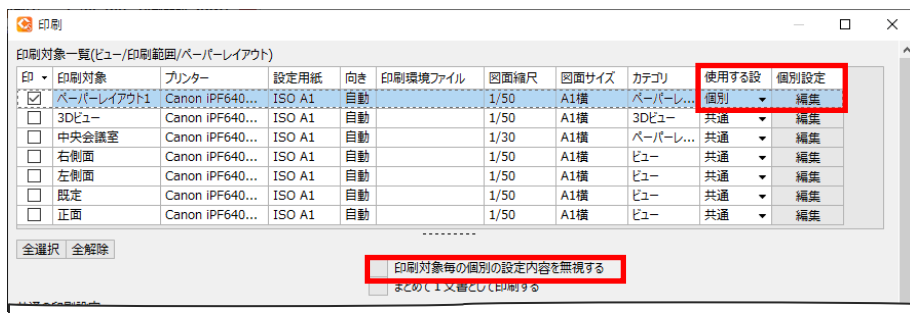 印刷
印刷対象一覧(ビュー/印刷範囲/ペーパーレイアウト)
印 印刷対象 プリンター 設定用紙 向き 印刷環境ファイル 図面縮尺 図面サイズ カテゴリ 使用する設 個別設定
ペーパーレイアウト1 Canon iPF640... ISO A1 自動 1/50 A1横 ペーパーレ... 個別 編集
3Dビュー Canon iPF640... ISO A1 自動 1/50 A1横 3Dビュー 共通 編集
中央会議室 Canon iPF640... ISO A1 自動 1/30 A1横 ペーパーレ... 共通 編集
右側面 Canon iPF640... ISO A1 自動 1/50 A1横 ビュー 共通 編集
左側面 Canon iPF640... ISO A1 自動 1/50 A1横 ビュー 共通 編集
既定 Canon iPF640... ISO A1 自動 1/50 A1横 ビュー 共通 編集
正面 Canon iPF640... ISO A1 自動 1/50 A1横 ビュー 共通 編集
全選択 全解除
印刷対象毎の個別の設定内容を無視する
まとめて1文書として印刷する